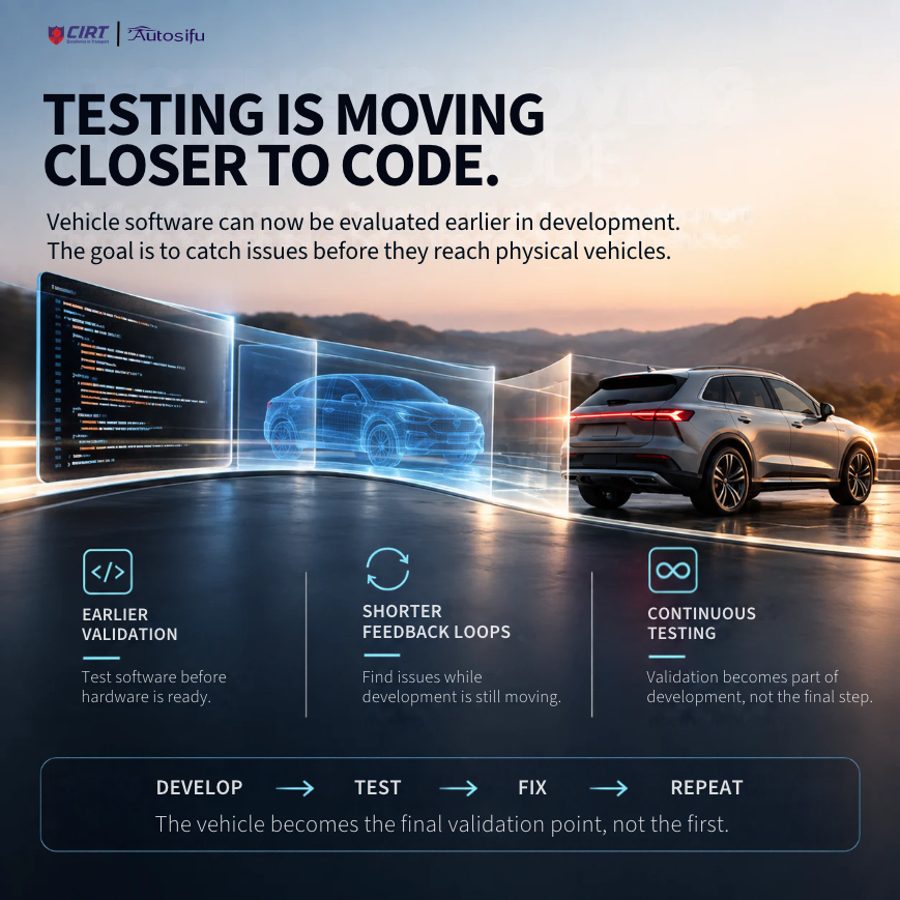 CIRT
Autosifu
TESTING IS MOVING
CLOSER TO CODE.
Vehicle software can now be evaluated earlier in development.
The goal is to catch issues before they reach physical vehicles.
</>
EARLIER
VALIDATION
Test software before
hardware is ready.
SHORTER
FEEDBACK LOOPS
Find issues while
development is still moving.
CONTINUOUS
TESTING
Validation becomes part of
development, not the final step.
DEVELOP → TEST → FIX → REPEAT
The vehicle becomes the final validation point, not the first.